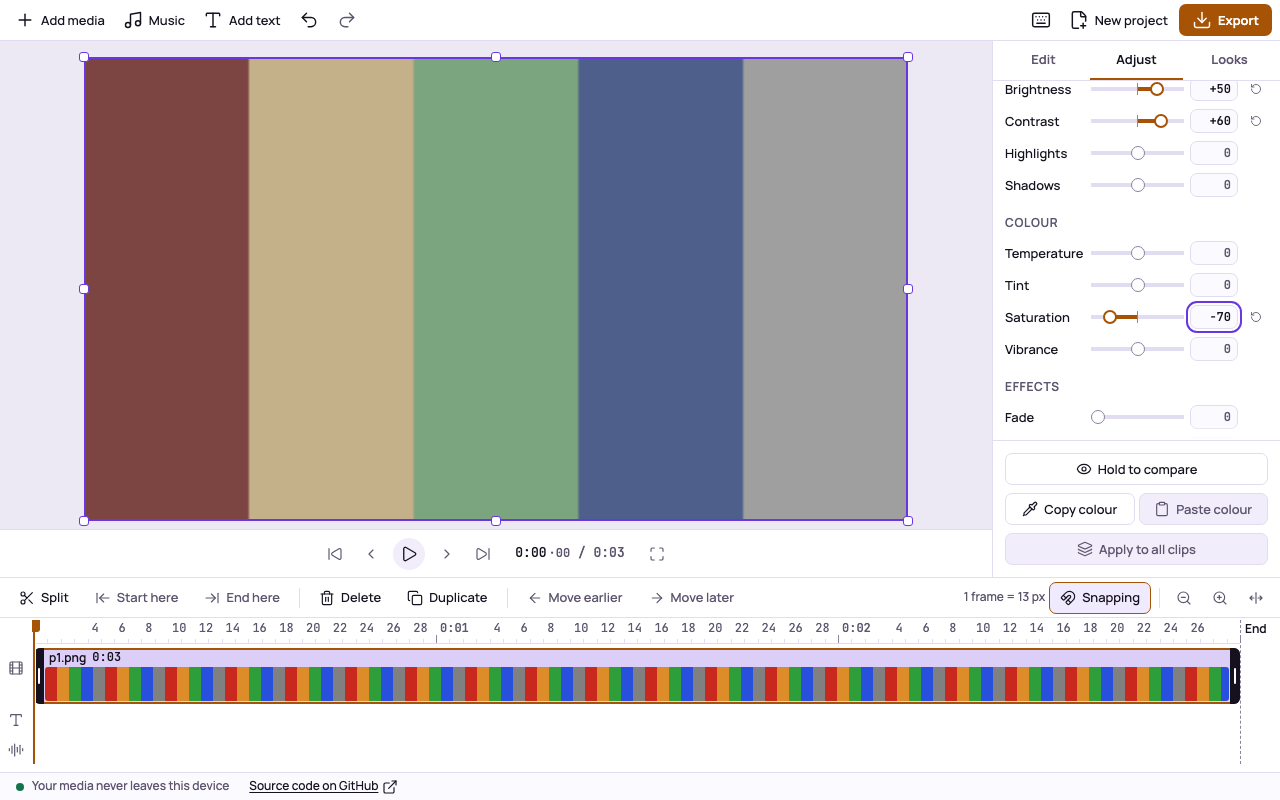 Add media Music Add text New project Export
Edit Adjust Looks
Brightness +50
Contrast +60
Highlights 0
Shadows 0
COLOUR
Temperature 0
Tint 0
Saturation -70
Vibrance 0
EFFECTS
Fade 0
Hold to compare
Copy colour Paste colour
Apply to all clips
0:00·00 / 0:03
Split Start here End here Delete Duplicate Move earlier Move later 1 frame = 13 px Snapping
4 6 8 10 12 14 16 18 20 22 24 26 28 0:01 4 6 8 10 12 14 16 18 20 22 24 26 28 0:02 4 6 8 10 12 14 16 18 20 22 24 26 End
p1.png 0:03
Your media never leaves this device Source code on GitHub